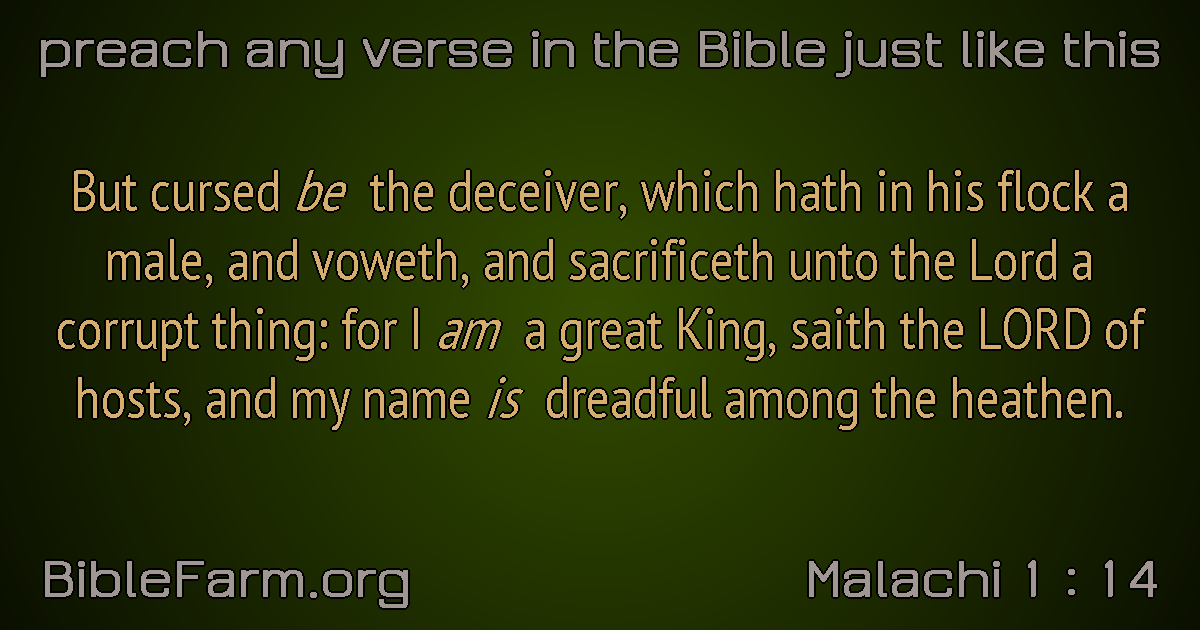 preach any verse in the Bible just like this
But cursed be the deceiver, which hath in his flock a
male, and voweth, and sacrificeth unto the Lord a
corrupt thing: for I am a great King, saith the LORD of
hosts, and my name is dreadful among the heathen.
BibleFarm.org
Malachi 1 : 14